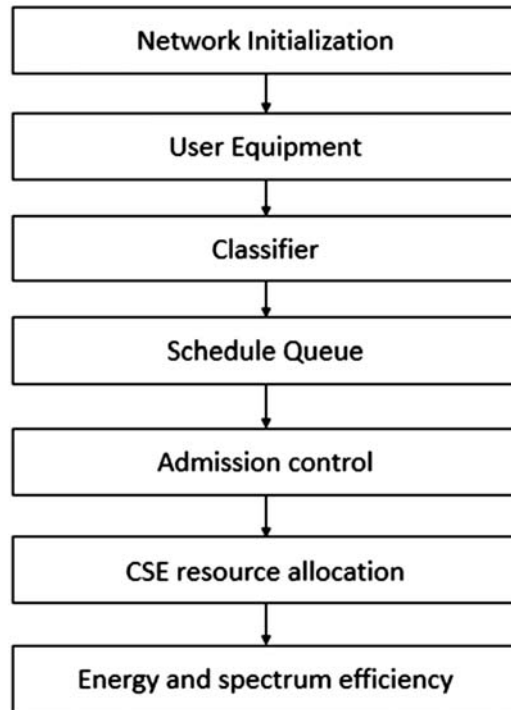 Network Initialization
User Equipment
Classifier
Schedule Queue
Admission control
CSE resource allocation
Energy and spectrum efficiency